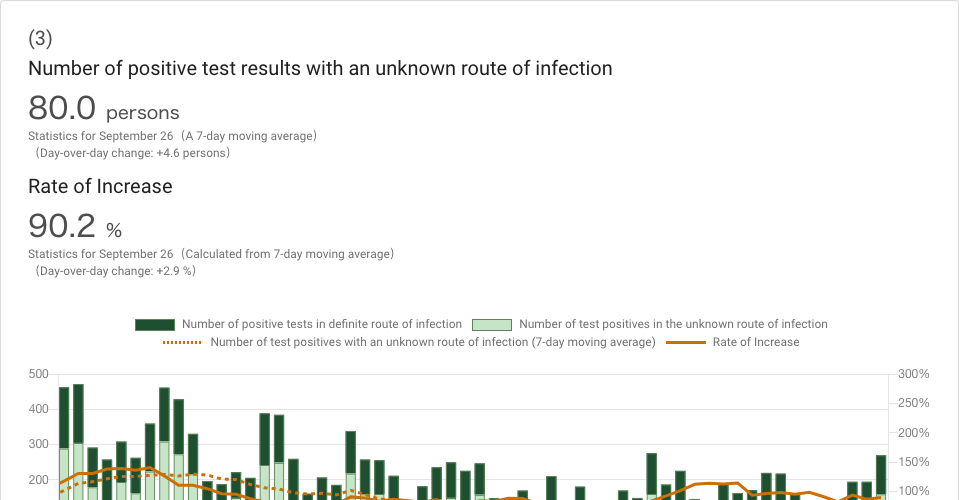 (3)
Number of positive test results with an unknown route of infection
80.0 persons
Statistics for September 26（A 7-day moving average）
（Day-over-day change: +4.6 persons）
Rate of Increase
90.2 %
Statistics for September 26（Calculated from 7-day moving average）
（Day-over-day change: +2.9 %）
Number of positive tests in definite route of infection Number of test positives in the unknown route of infection
Number of test positives with an unknown route of infection (7-day moving average) Rate of Increase
500 300%
400 250%
300 200%
200 150%
100%